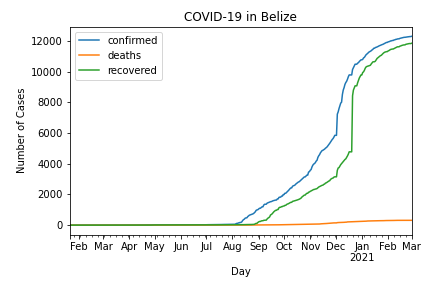 COVID-19 in Belize
confirmed
deaths
recovered
Number of Cases
12000
10000
8000
6000
4000
2000
0
Feb Mar Apr May Jun Jul Aug Sep Oct Nov Dec Jan Feb Mar
2021
Day